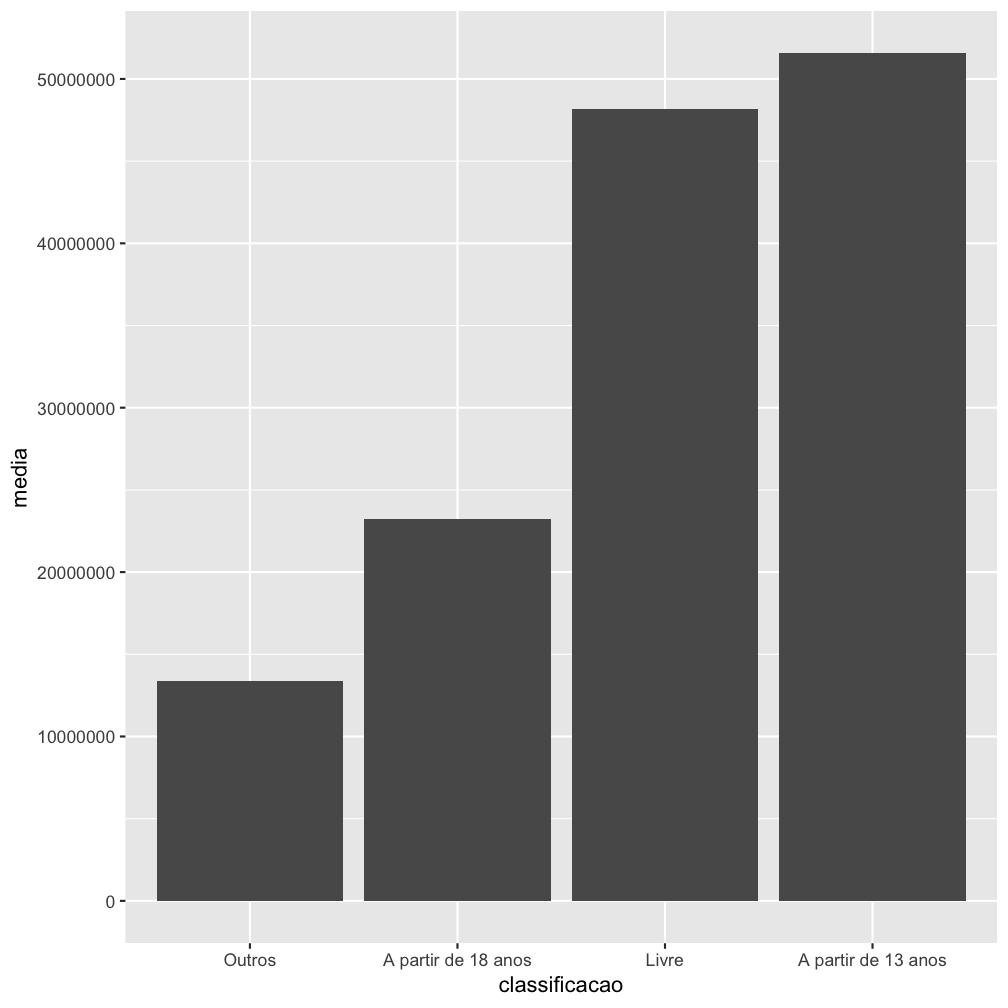 50000000
40000000
30000000
20000000
10000000
0
media
Outros
A partir de 18 anos
Livre
A partir de 13 anos
classificacao